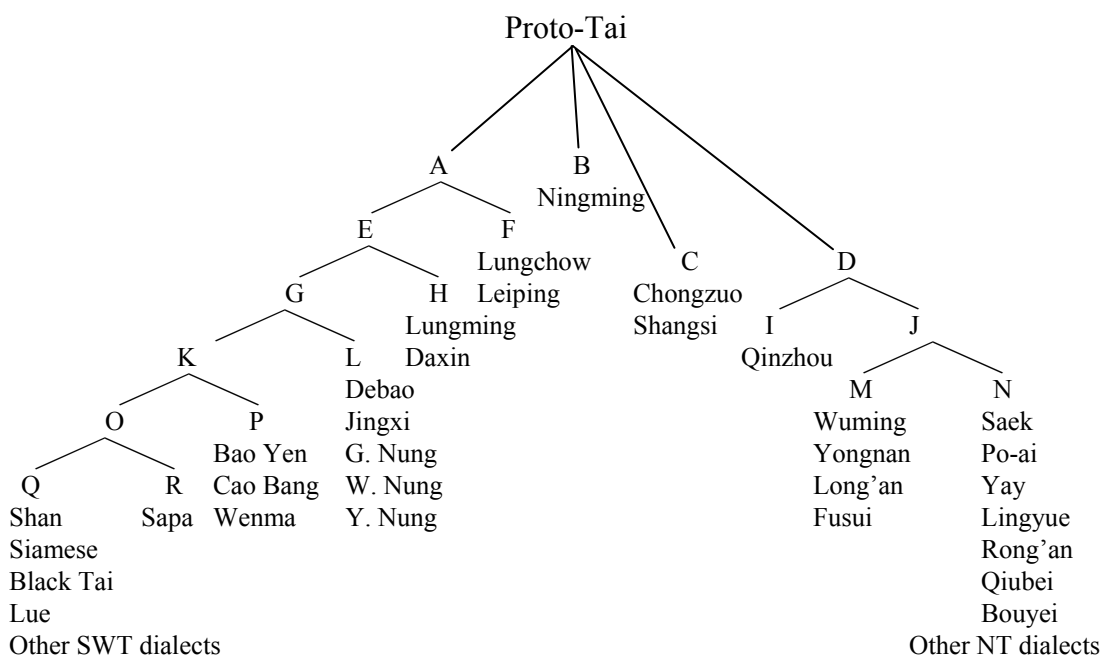 Proto-Tai
A B
Ningming
E F
Lungchow C D
G H Leiping Chongzuo
Lungming Shangsi I J
K L Daxin Qinzhou
Debao M N
O P Jingxi Wuming Saek
Bao Yen G. Nung Yongnan Po-ai
Q R Cao Bang W. Nung Long’an Yay
Shan Sapa Wenma Y. Nung Fusui Lingyue
Siamese Rong’an
Black Tai Qiubei
Lue Bouyei
Other SWT dialects Other NT dialects